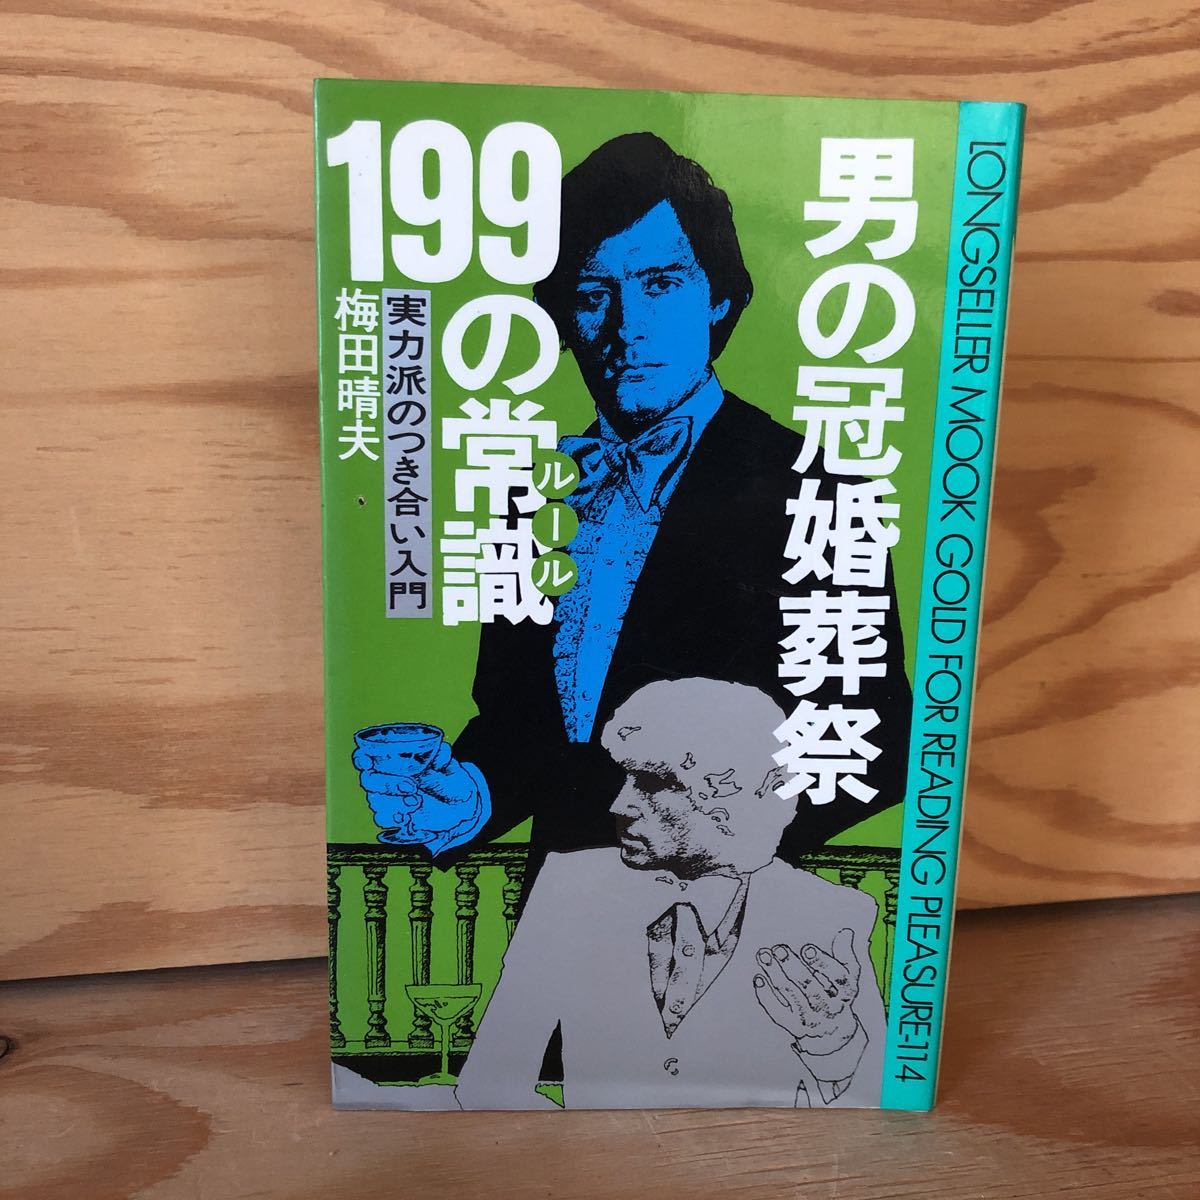 男の冠婚葬祭
199の常識
ルール
実力派のつき合い入門
梅田晴夫
LONGSELLER MOOK GOLD FOR READING PLEASURE-114